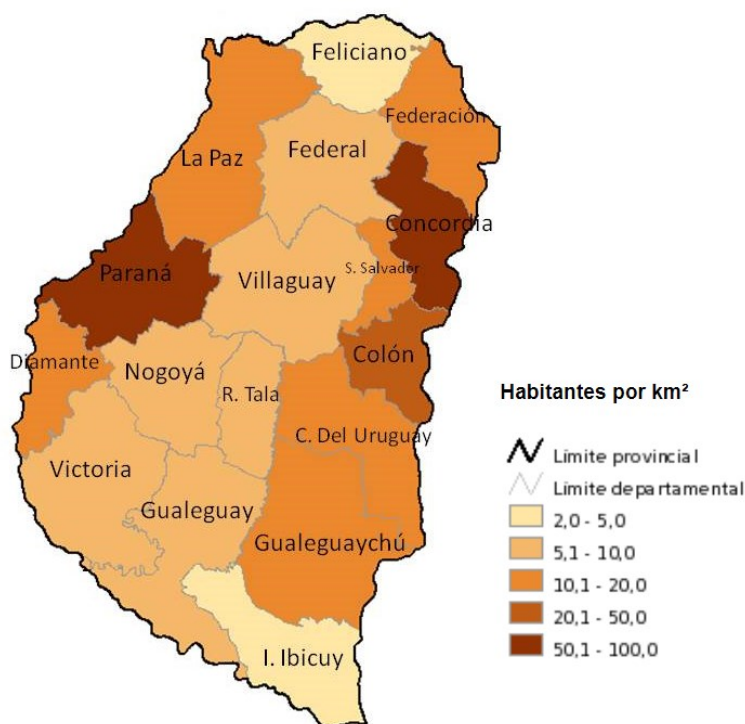 Feliciano
Federación
Federal
La Paz
Concordia
Paraná
S. Salvador
Villaguay
Colón
Diamante
Nogoyá
R. Tala
C. Del Uruguay
Victoria
Gualeguay
Gualeguaychú
I. Ibicuy
Habitantes por km²
Límite provincial
Límite departamental
2,0 - 5,0
5,1 - 10,0
10,1 - 20,0
20,1 - 50,0
50,1 - 100,0